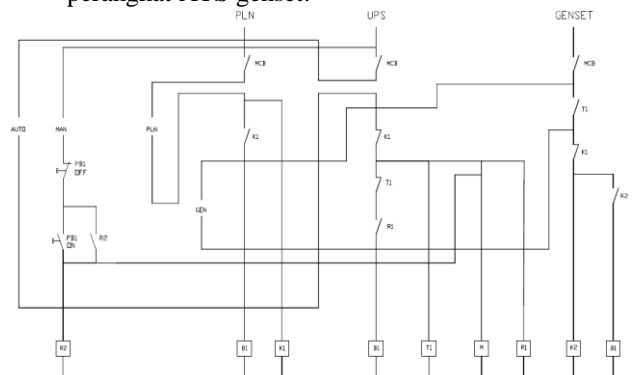 perangkat ATS genset.
PLN UPS GENSET
MCB MCB MCB
T1
AUTO MAN PLN K1 K1 K1
PB1
OFF
T1 K2
GEN
PB1
ON
R2 R1
R2 B1 K1 B1 T1 M R1 K2 B1